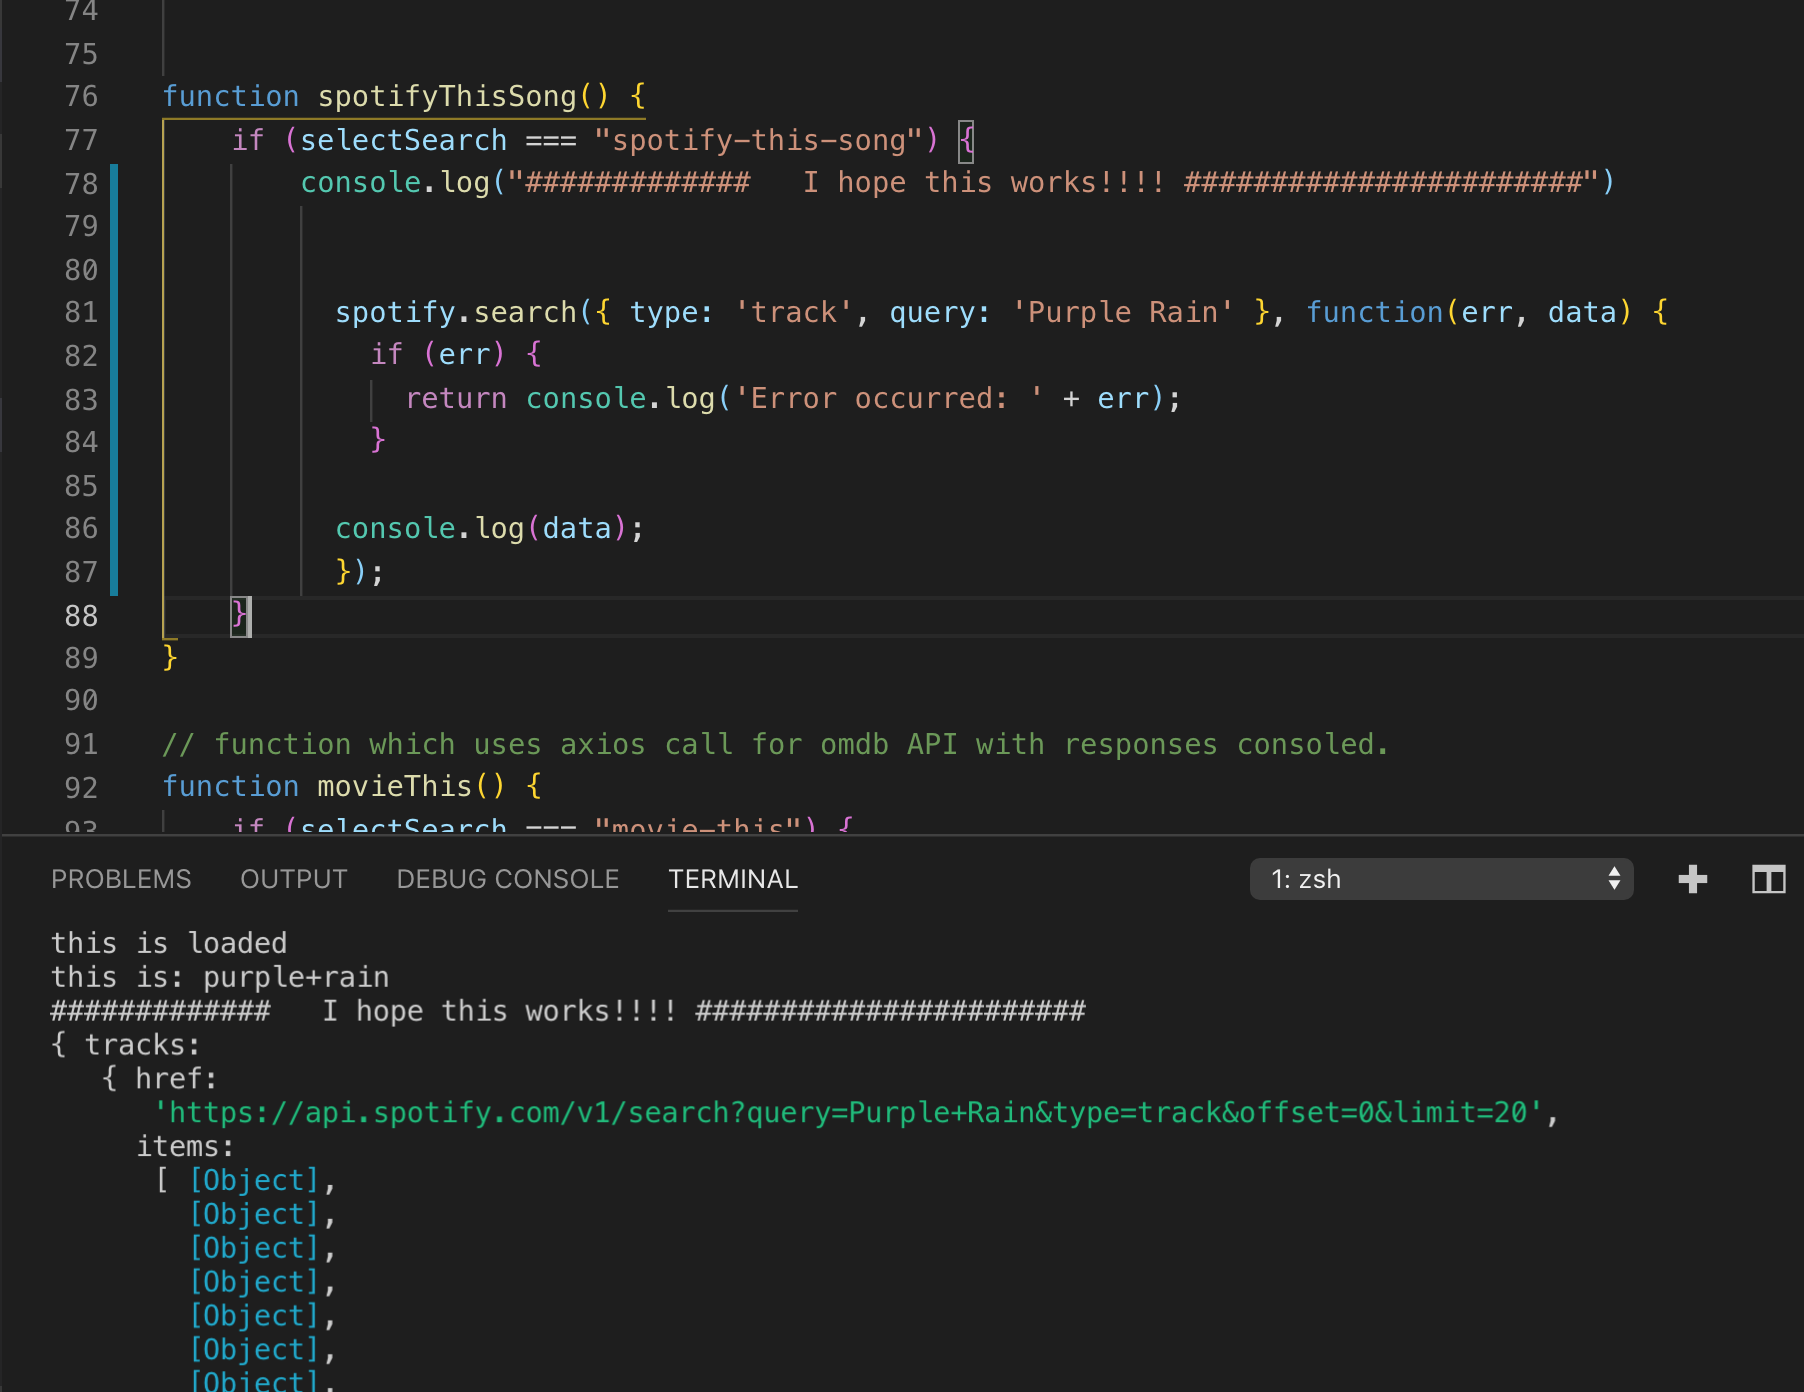 74
75
76 function spotifyThisSong() {
77 if (selectSearch === "spotify-this-song") {
78 console.log("############# I hope this works!!!! #######################")
79
80
81 spotify.search({ type: 'track', query: 'Purple Rain' }, function(err, data) {
82 if (err) {
83 return console.log('Error occurred: ' + err);
84 }
85
86 console.log(data);
87 });
88 }
89 }
90
91 // function which uses axios call for omdb API with responses consoled.
92 function movieThis() {
93 if (selectSearch === "movie-this") {
PROBLEMS OUTPUT DEBUG CONSOLE TERMINAL 1: zsh
this is loaded
this is: purple+rain
############# I hope this works!!!! #######################
{ tracks:
{ href:
'https://api.spotify.com/v1/search?query=Purple+Rain&type=track&offset=0&limit=20',
items:
[ [Object],
[Object],
[Object],
[Object],
[Object],
[Object],
[Object],